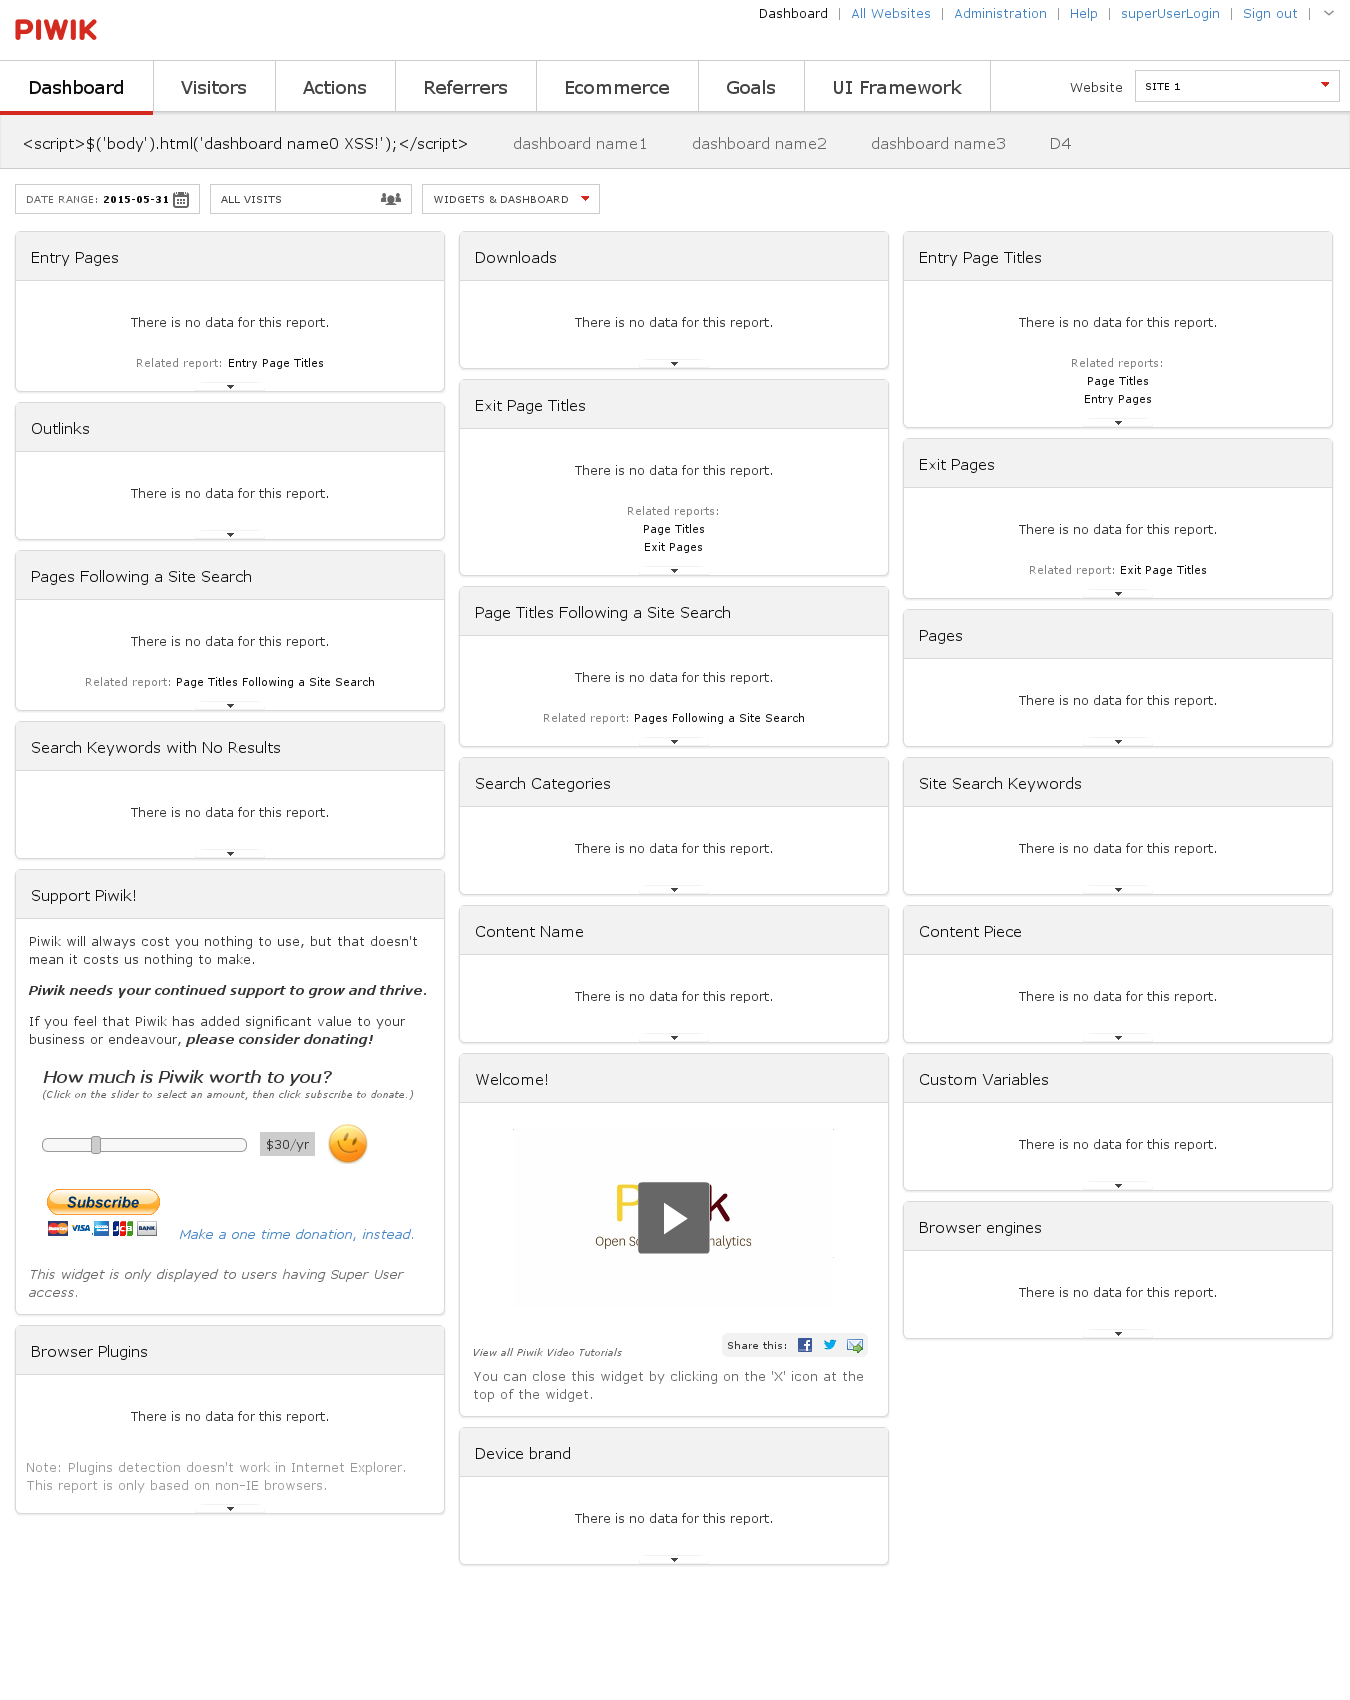 PIWIK
Dashboard | All Websites | Administration | Help | superUserLogin | Sign out |
Dashboard Visitors Actions Referrers Ecommerce Goals UI Framework
Website SITE 1
<script>$('body').html('dashboard name0 XSS!');</script> dashboard name1 dashboard name2 dashboard name3 D4
DATE RANGE: 2015-05-31 ALL VISITS WIDGETS & DASHBOARD
Entry Pages
There is no data for this report.
Related report: Entry Page Titles
Outlinks
There is no data for this report.
Pages Following a Site Search
There is no data for this report.
Related report: Page Titles Following a Site Search
Search Keywords with No Results
There is no data for this report.
Support Piwik!
Piwik will always cost you nothing to use, but that doesn't
mean it costs us nothing to make.
Piwik needs your continued support to grow and thrive.
If you feel that Piwik has added significant value to your
business or endeavour, please consider donating!
How much is Piwik worth to you?
(Click on the slider to select an amount, then click subscribe to donate.)
$30/yr
Subscribe
VISA JCB BANK
Make a one time donation, instead.
This widget is only displayed to users having Super User
access.
Browser Plugins
There is no data for this report.
Note: Plugins detection doesn't work in Internet Explorer.
This report is only based on non-IE browsers.
Downloads
There is no data for this report.
Exit Page Titles
There is no data for this report.
Related reports:
Page Titles
Exit Pages
Page Titles Following a Site Search
There is no data for this report.
Related report: Pages Following a Site Search
Search Categories
There is no data for this report.
Content Name
There is no data for this report.
Welcome!
P k
Open So nalytics
View all Piwik Video Tutorials
Share this:
You can close this widget by clicking on the 'X' icon at the
top of the widget.
Device brand
There is no data for this report.
Entry Page Titles
There is no data for this report.
Related reports:
Page Titles
Entry Pages
Exit Pages
There is no data for this report.
Related report: Exit Page Titles
Pages
There is no data for this report.
Site Search Keywords
There is no data for this report.
Content Piece
There is no data for this report.
Custom Variables
There is no data for this report.
Browser engines
There is no data for this report.